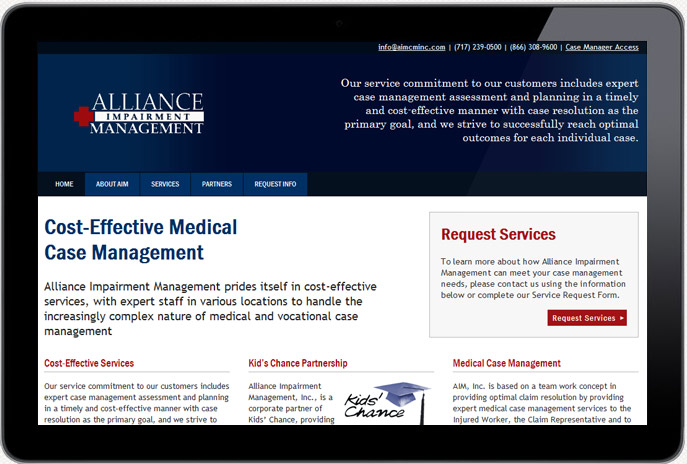 info@aimcminc.com | (717) 239-0500 | (866) 308-9600 | Case Manager Access
ALLIANCE
IMPAIRMENT
MANAGEMENT
Our service commitment to our customers includes expert
case management assessment and planning in a timely
and cost-effective manner with case resolution as the
primary goal, and we strive to successfully reach optimal
outcomes for each individual case.
HOME ABOUT AIM SERVICES PARTNERS REQUEST INFO
Cost-Effective Medical
Case Management
Alliance Impairment Management prides itself in cost-effective
services, with expert staff in various locations to handle the
increasingly complex nature of medical and vocational case
management
Request Services
To learn more about how Alliance Impairment
Management can meet your case management
needs, please contact us using the information
below or complete our Service Request Form.
Request Services
Cost-Effective Services
Our service commitment to our customers includes
expert case management assessment and planning
in a timely and cost-effective manner with case
resolution as the primary goal, and we strive to
Kid's Chance Partnership
Alliance Impairment
Management, Inc., is a
corporate partner of
Kids' Chance, providing
Kids'
Chance
Medical Case Management
AIM, Inc. is based on a team work concept in
providing optimal claim resolution by providing
expert medical case management services to the
Injured Worker, the Claim Representative and to